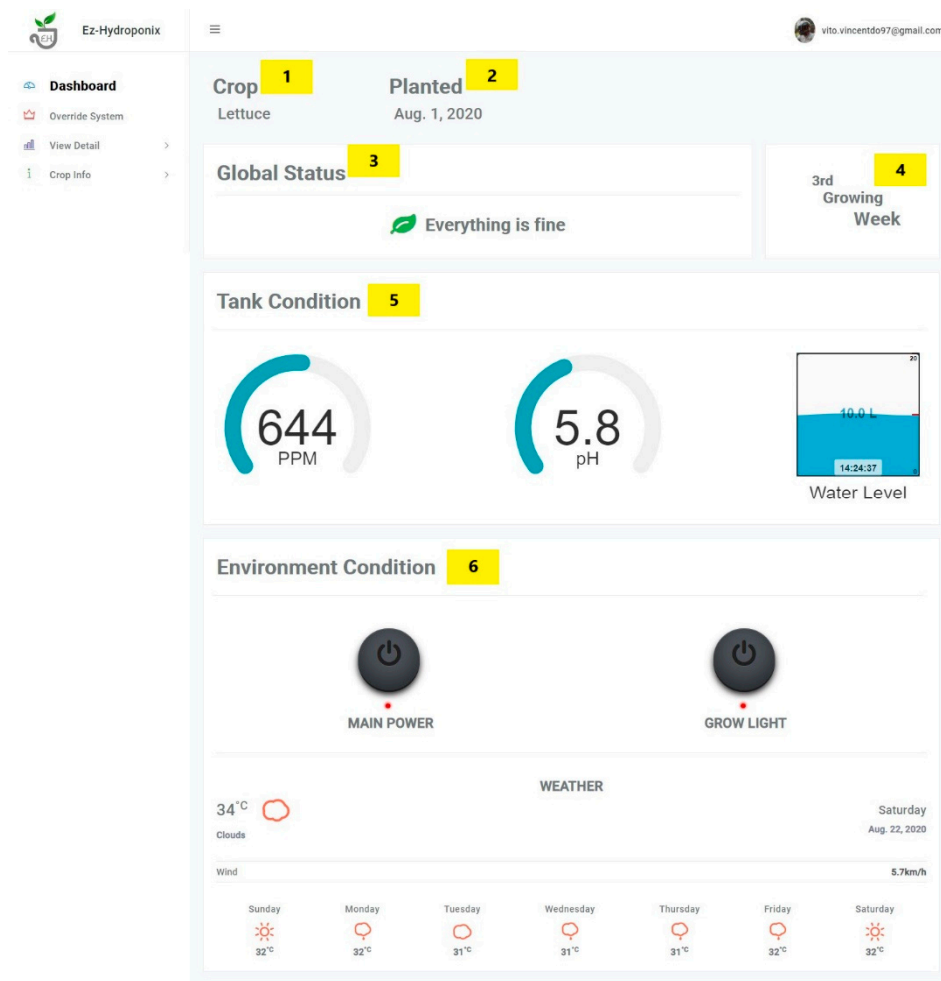 EH
Ez-Hydroponix
vito.vincentdo97@gmail.com
Dashboard
Override System
View Detail
Crop Info
Crop 1
Lettuce
Planted 2
Aug. 1, 2020
Global Status 3
Everything is fine
4
3rd
Growing
Week
Tank Condition 5
644
PPM
5.8
pH
20
10.0 L
14:24:37
0
Water Level
Environment Condition 6
MAIN POWER
GROW LIGHT
WEATHER
34°C
Clouds
Saturday
Aug. 22, 2020
Wind 5.7km/h
Sunday Monday Tuesday Wednesday Thursday Friday Saturday
32°C 32°C 31°C 31°C 31°C 32°C 32°C